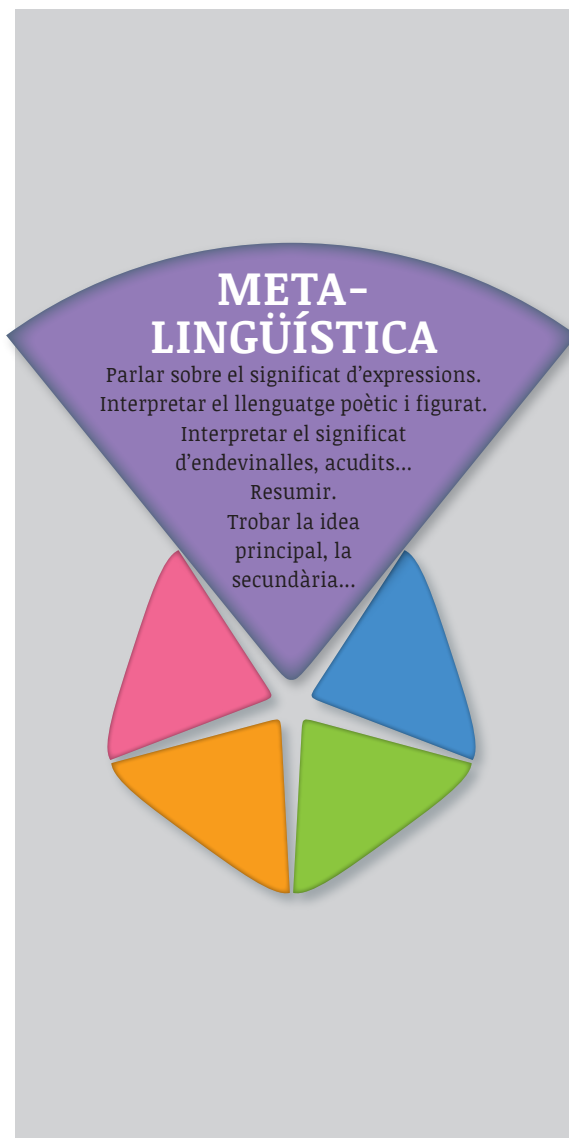 META-
LINGÜÍSTICA
Parlar sobre el significat d’expressions.
Interpretar el llenguatge poètic i figurat.
Interpretar el significat
d’endevinalles, acudits...
Resumir.
Trobar la idea
principal, la
secundària...